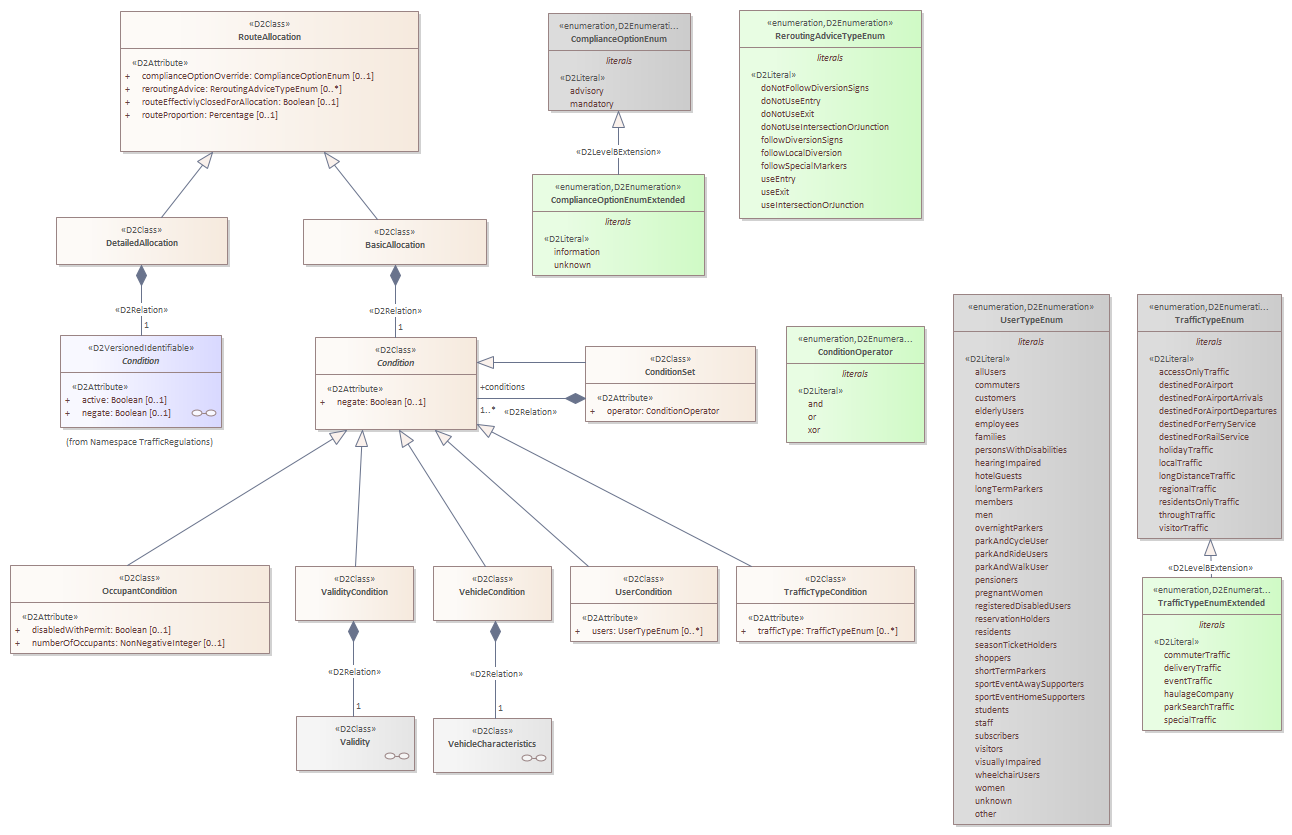 «D2Class»
RouteAllocation
«D2Attribute»
+ complianceOptionOverride: ComplianceOptionEnum [0..1]
+ reroutingAdvice: ReroutingAdviceTypeEnum [0..*]
+ routeEffectivlyClosedForAllocation: Boolean [0..1]
+ routeProportion: Percentage [0..1]
«enumeration,D2Enumerati...
ComplianceOptionEnum
literals
«D2Literal»
advisory
mandatory
«D2LevelBExtension»
«enumeration,D2Enumeration»
ComplianceOptionEnumExtended
literals
«D2Literal»
information
unknown
«enumeration,D2Enumeration»
ReroutingAdviceTypeEnum
literals
«D2Literal»
doNotFollowDiversionSigns
doNotUseEntry
doNotUseExit
doNotUseIntersectionOrJunction
followDiversionSigns
followLocalDiversion
followSpecialMarkers
useEntry
useExit
useIntersectionOrJunction
«D2Class»
DetailedAllocation
«D2Relation»
1
«D2VersionedIdentifiable»
Condition
«D2Attribute»
+ active: Boolean [0..1]
+ negate: Boolean [0..1]
(from Namespace TrafficRegulations)
«D2Class»
BasicAllocation
«D2Relation»
1
«D2Class»
Condition
«D2Attribute»
+ negate: Boolean [0..1]
+conditions
1..*
«D2Relation»
«D2Class»
ConditionSet
«D2Attribute»
+ operator: ConditionOperator
«enumeration,D2Enumera...
ConditionOperator
literals
«D2Literal»
and
or
xor
«enumeration,D2Enumeration»
UserTypeEnum
literals
«D2Literal»
allUsers
commuters
customers
elderlyUsers
employees
families
personsWithDisabilities
hearingImpaired
hotelGuests
longTermParkers
members
men
overnightParkers
parkAndCycleUser
parkAndRideUsers
parkAndWalkUser
pensioners
pregnantWomen
registeredDisabledUsers
reservationHolders
residents
seasonTicketHolders
shoppers
shortTermParkers
sportEventAwaySupporters
sportEventHomeSupporters
students
staff
subscribers
visitors
visuallyImpaired
wheelchairUsers
women
unknown
other
«enumeration,D2Enumerati...
TrafficTypeEnum
literals
«D2Literal»
accessOnlyTraffic
destinedForAirport
destinedForAirportArrivals
destinedForAirportDepartures
destinedForFerryService
destinedForRailService
holidayTraffic
localTraffic
longDistanceTraffic
regionalTraffic
residentsOnlyTraffic
throughTraffic
visitorTraffic
«D2LevelBExtension»
«enumeration,D2Enumerat...
TrafficTypeEnumExtended
literals
«D2Literal»
commuterTraffic
deliveryTraffic
eventTraffic
haulageCompany
parkSearchTraffic
specialTraffic
«D2Class»
OccupantCondition
«D2Attribute»
+ disabledWithPermit: Boolean [0..1]
+ numberOfOccupants: NonNegativeInteger [0..1]
«D2Class»
ValidityCondition
«D2Relation»
1
«D2Class»
Validity
«D2Class»
VehicleCondition
«D2Relation»
1
«D2Class»
VehicleCharacteristics
«D2Class»
UserCondition
«D2Attribute»
+ users: UserTypeEnum [0..*]
«D2Class»
TrafficTypeCondition
«D2Attribute»
+ trafficType: TrafficTypeEnum [0..*]